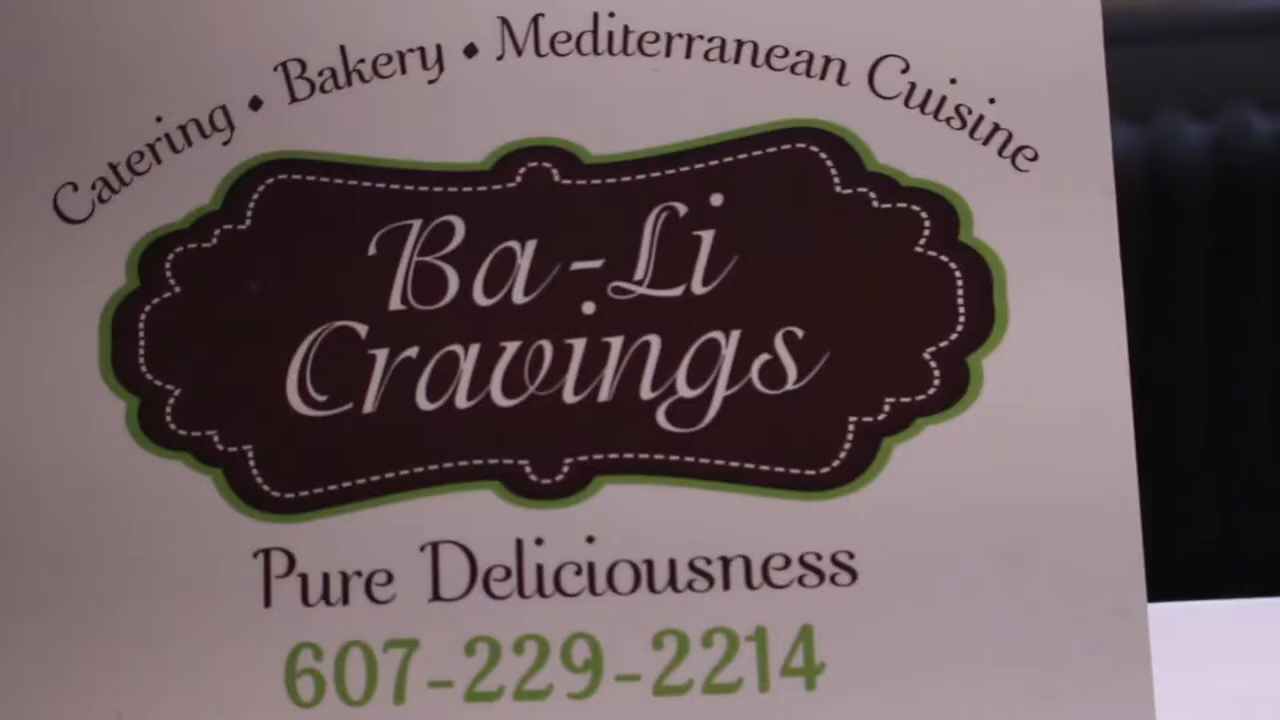 Catering • Bakery • Mediterranean Cuisine
Ba-Li
Cravings
Pure Deliciousness
607-229-2214